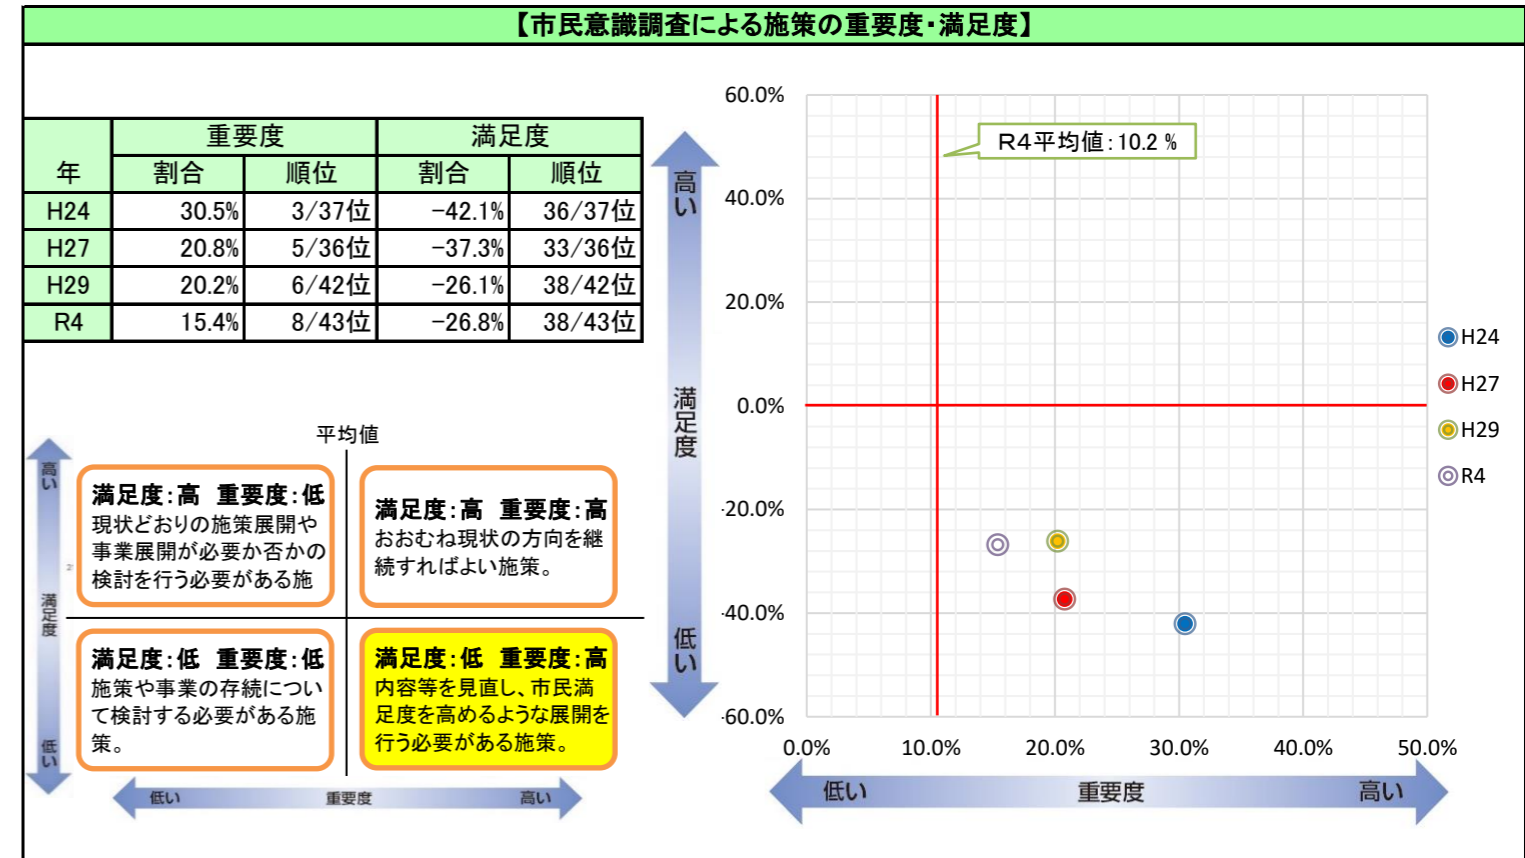 【市民意識調査による施策の重要度・満足度】
年 重要度 満足度
割合 順位 割合 順位
H24 30.5% 3/37位 -42.1% 36/37位
H27 20.8% 5/36位 -37.3% 33/36位
H29 20.2% 6/42位 -26.1% 38/42位
R4 15.4% 8/43位 -26.8% 38/43位
平均値
高い
満足度
低い
満足度：高 重要度：低
現状どおりの施策展開や
事業展開が必要か否かの
検討を行う必要がある施
満足度：高 重要度：高
おおむね現状の方向を継
続すればよい施策。
満足度：低 重要度：低
施策や事業の存続につい
て検討する必要がある施
策。
満足度：低 重要度：高
内容等を見直し、市民満
足度を高めるような展開を
行う必要がある施策。
低い 重要度 高い
高い
満足度
低い
60.0%
40.0%
20.0%
0.0%
-20.0%
-40.0%
-60.0%
R4平均値：10.2 %
0.0% 10.0% 20.0% 30.0% 40.0% 50.0%
低い 重要度 高い
H24
H27
H29
R4